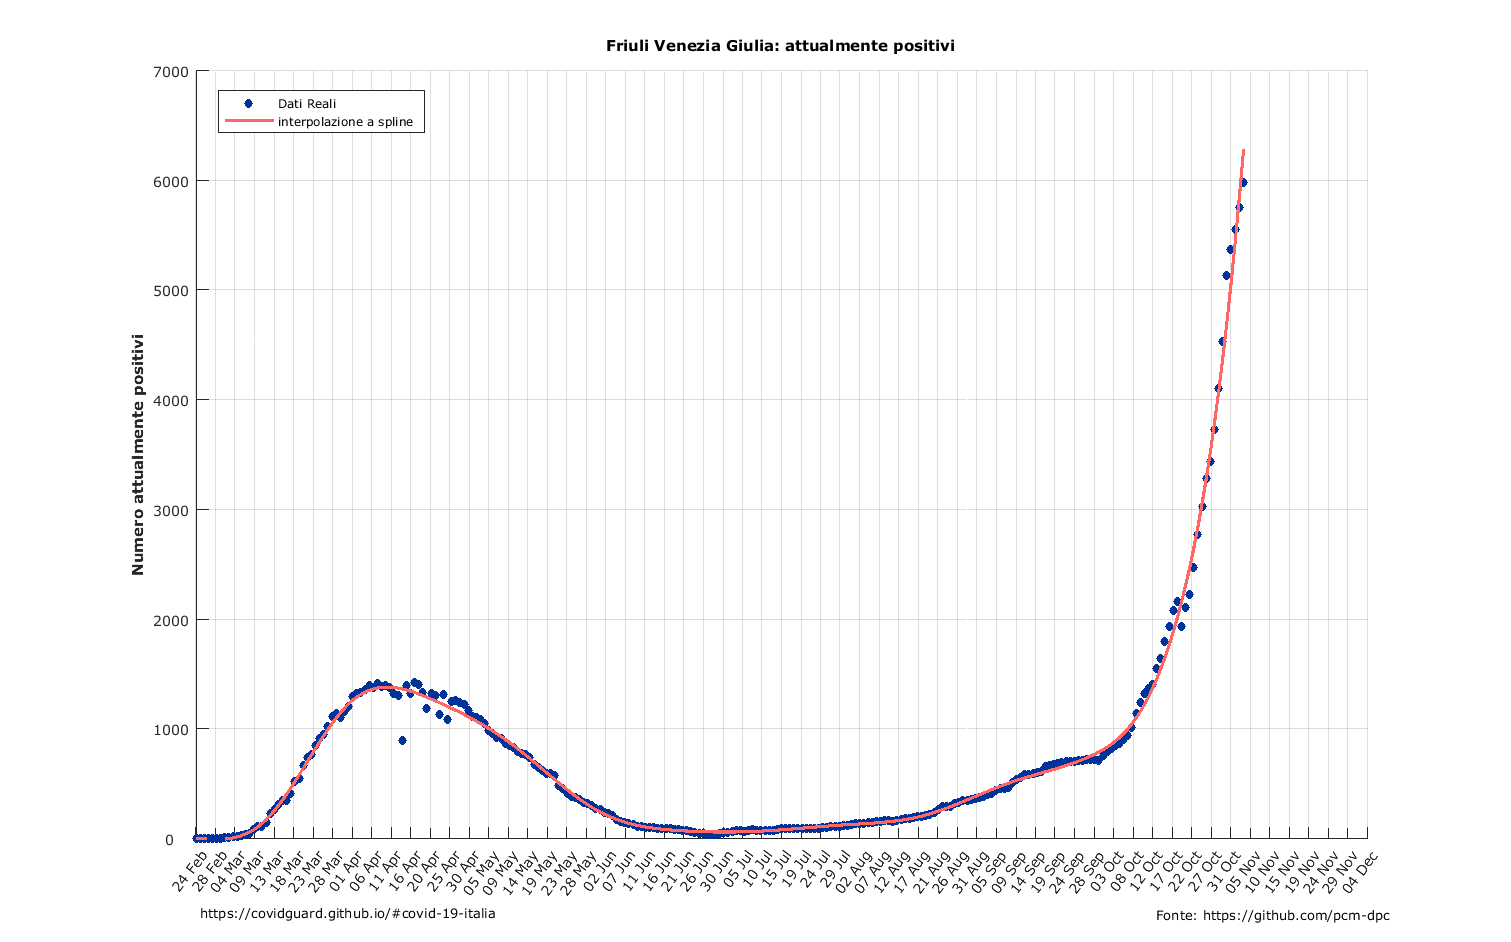 Friuli Venezia Giulia: attualmente positivi
7000
6000
5000
4000
3000
2000
1000
0
Numero attualmente positivi
Dati Reali
interpolazione a spline
24 Feb
28 Feb
04 Mar
09 Mar
13 Mar
18 Mar
23 Mar
28 Mar
01 Apr
06 Apr
11 Apr
16 Apr
20 Apr
25 Apr
30 Apr
05 May
09 May
14 May
19 May
23 May
28 May
02 Jun
07 Jun
11 Jun
16 Jun
21 Jun
26 Jun
30 Jun
05 Jul
10 Jul
15 Jul
19 Jul
24 Jul
29 Jul
02 Aug
07 Aug
12 Aug
17 Aug
21 Aug
26 Aug
31 Aug
05 Sep
09 Sep
14 Sep
19 Sep
24 Sep
28 Sep
03 Oct
08 Oct
12 Oct
17 Oct
22 Oct
27 Oct
31 Oct
05 Nov
10 Nov
15 Nov
19 Nov
24 Nov
29 Nov
04 Dec
https://covidguard.github.io/#covid-19-italia
Fonte: https://github.com/pcm-dpc